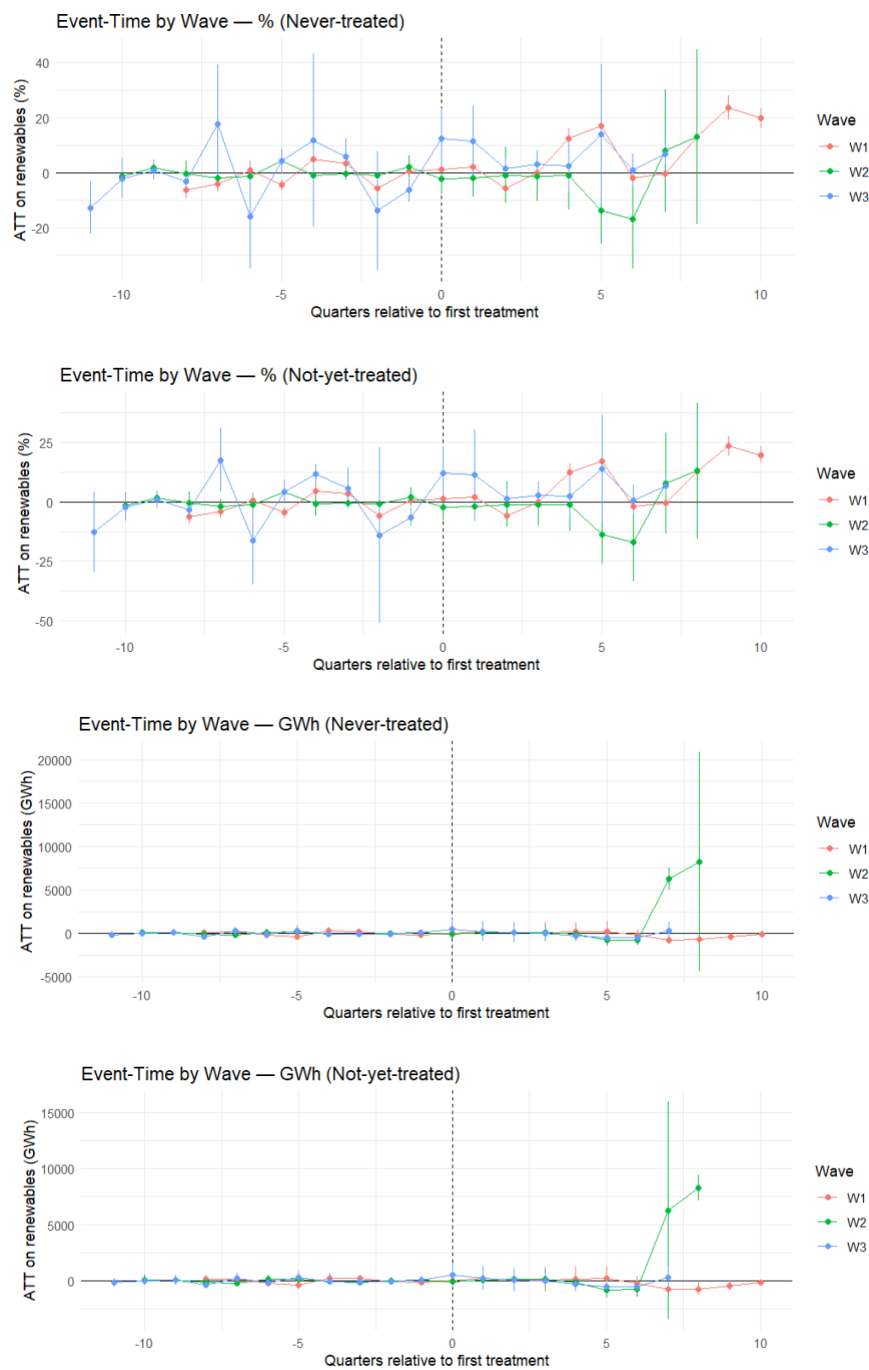 Event-Time by Wave — % (Never-treated)
ATT on renewables (%)
40
20
0
-20
-10
-5
0
5
10
Quarters relative to first treatment
Wave
W1
W2
W3
Event-Time by Wave — % (Not-yet-treated)
ATT on renewables (%)
25
0
-25
-50
-10
-5
0
5
10
Quarters relative to first treatment
Wave
W1
W2
W3
Event-Time by Wave — GWh (Never-treated)
ATT on renewables (GWh)
20000
15000
10000
5000
0
-5000
-10
-5
0
5
10
Quarters relative to first treatment
Wave
W1
W2
W3
Event-Time by Wave — GWh (Not-yet-treated)
ATT on renewables (GWh)
15000
10000
5000
0
-10
-5
0
5
10
Quarters relative to first treatment
Wave
W1
W2
W3